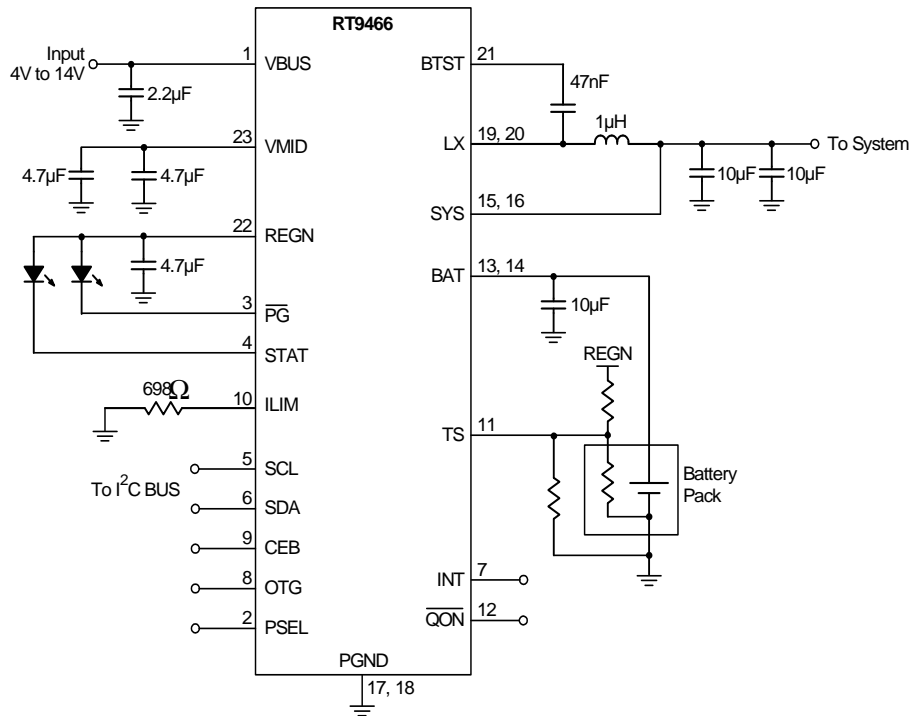 RT9466
Input
4V to 14V
1
VBUS
2.2µF
23
VMID
4.7µF
4.7µF
22
REGN
4.7µF
3
PG
4
STAT
698Ω
10
ILIM
5
SCL
To I²C BUS
6
SDA
9
CEB
8
OTG
2
PSEL
PGND
17, 18
BTST
21
47nF
1µH
LX
19, 20
To System
10µF
10µF
15, 16
SYS
13, 14
BAT
10µF
REGN
11
TS
Battery
Pack
7
INT
12
QON